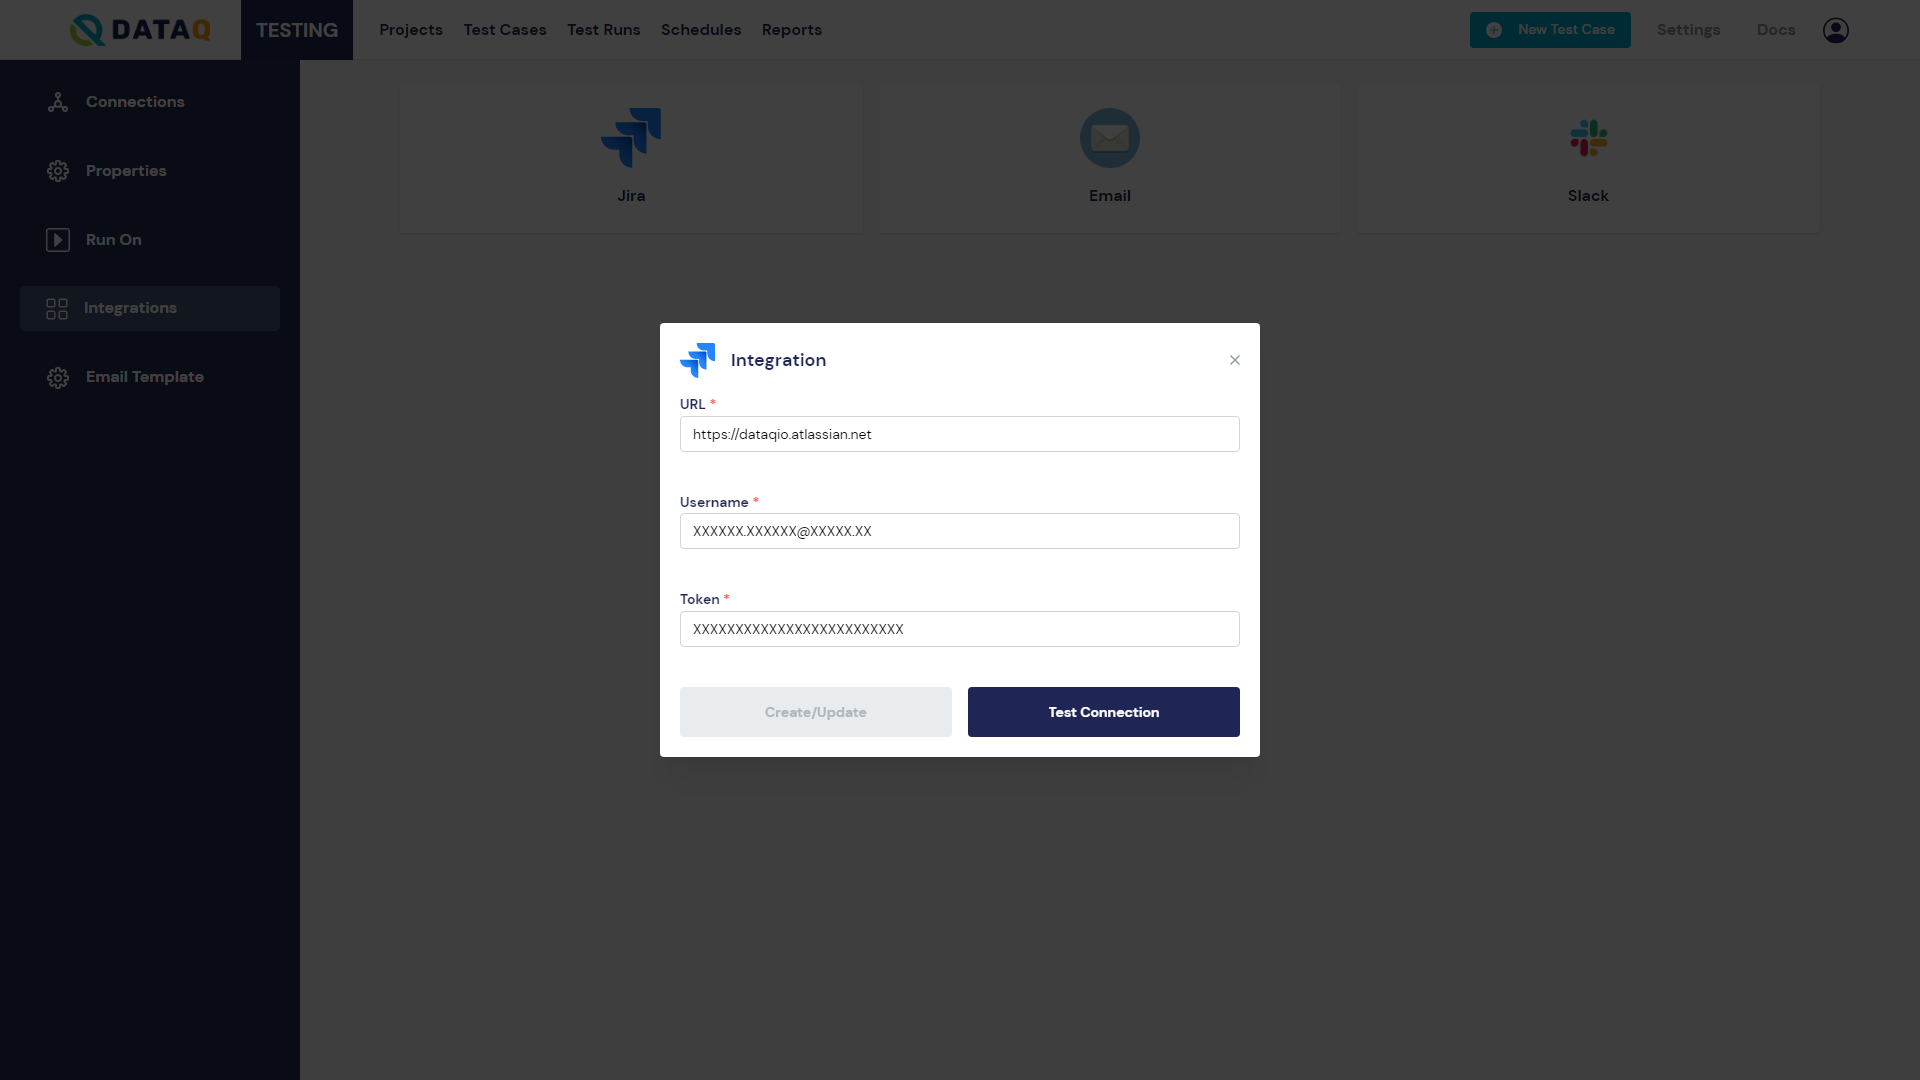 DATAQ
TESTING
Projects
Test Cases
Test Runs
Schedules
Reports
New Test Case
Settings
Docs
Connections
Properties
Run On
Integrations
Email Template
Jira
Email
Slack
Integration
URL *
https://dataqio.atlassian.net
Username *
XXXXXX.XXXXXX@XXXXX.XX
Token *
XXXXXXXXXXXXXXXXXXXXXXXXX
Create/Update
Test Connection